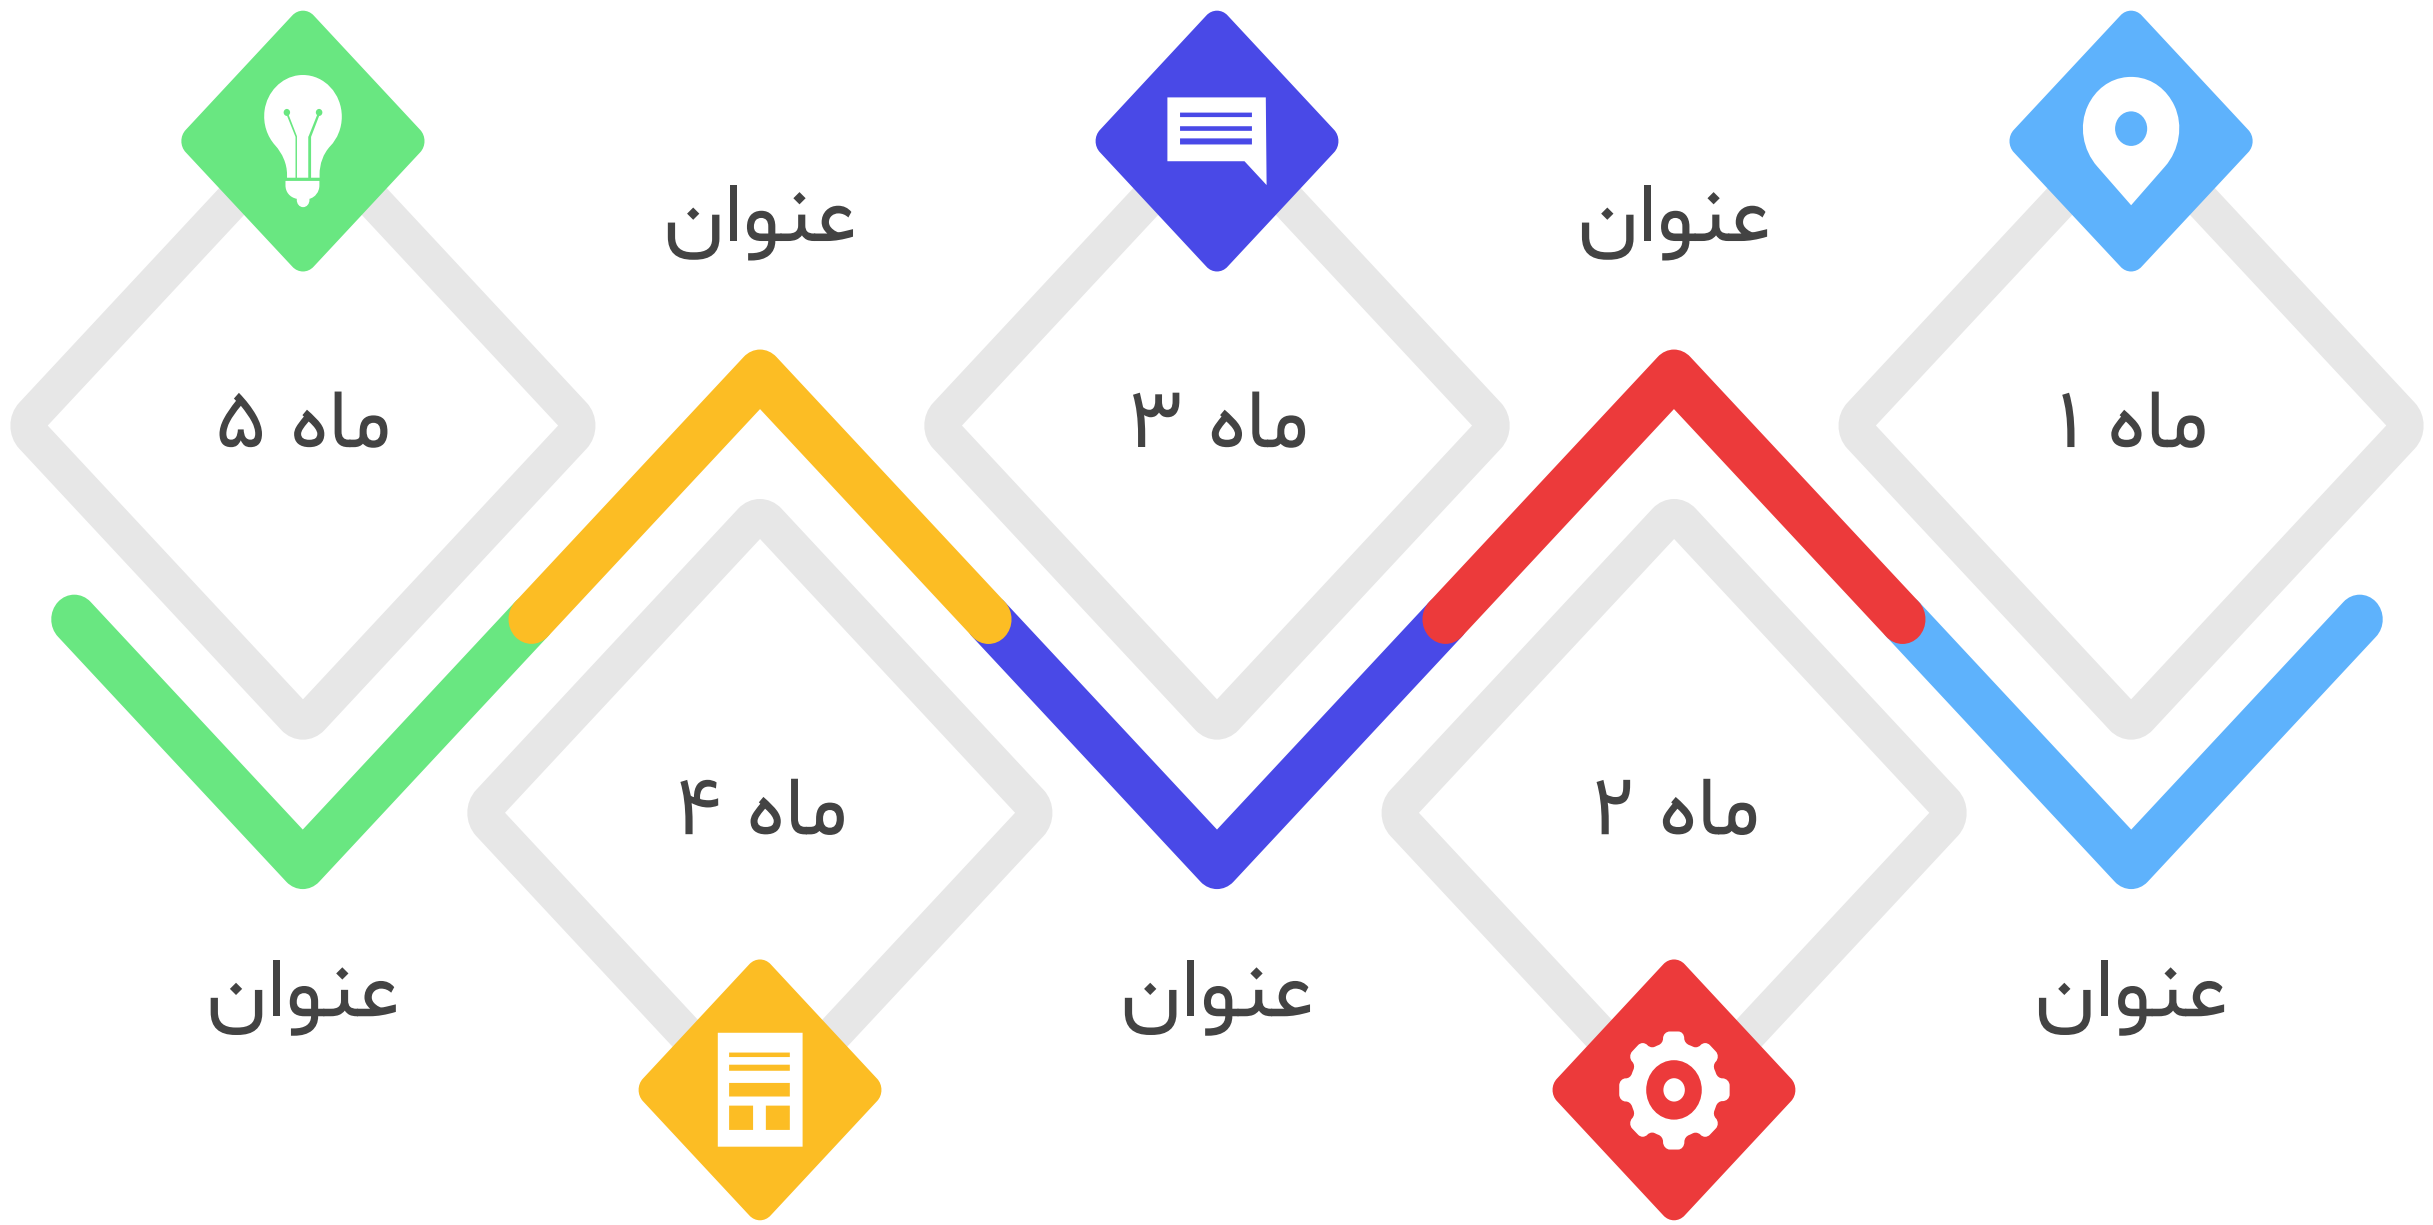 عنوان
عنوان
ماه ۱
ماه ۳
ماه ۵
ماه ۲
ماه ۴
عنوان
عنوان
عنوان